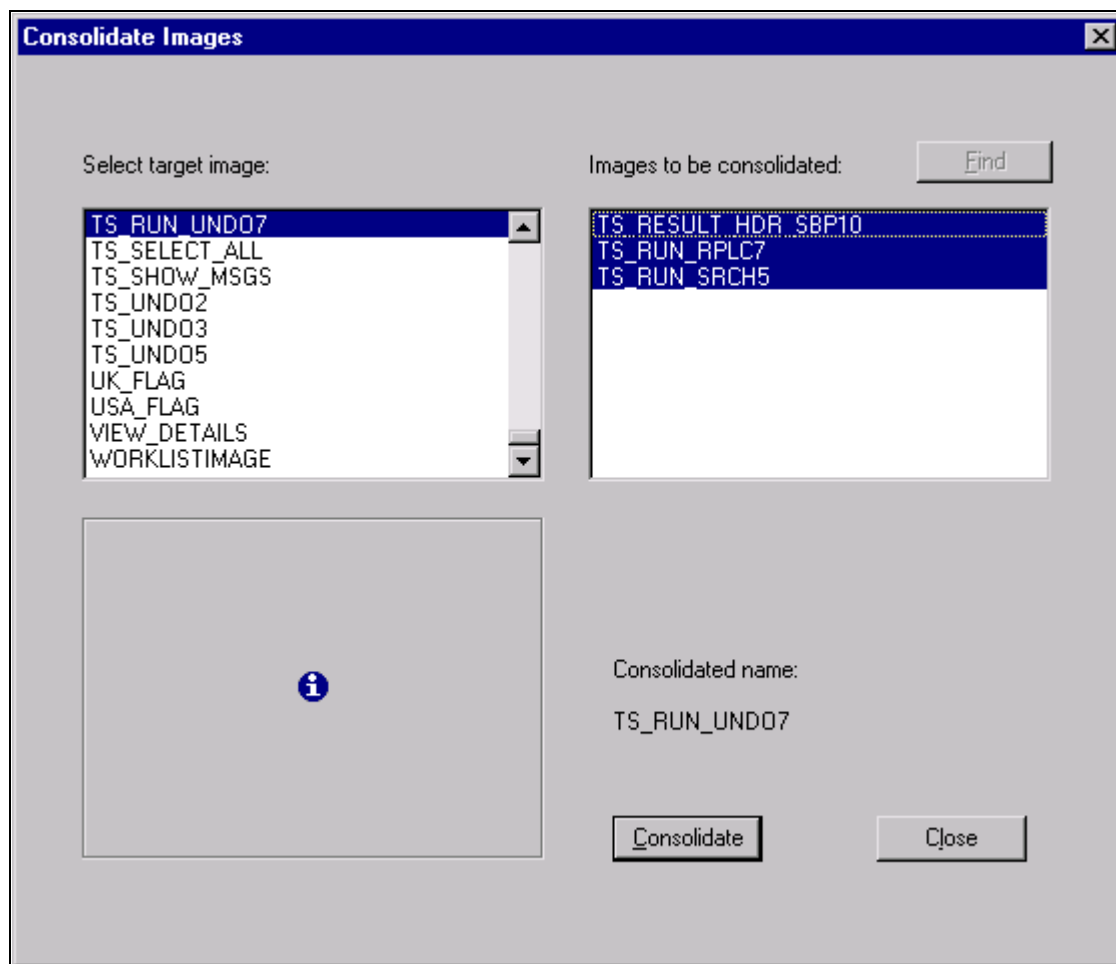 Consolidate Images
Select target image:
Images to be consolidated:
Find
TS_RUN_UNDO7
TS_SELECT_ALL
TS_SHOW_MSGS
TS_UNDO2
TS_UNDO3
TS_UNDO5
UK_FLAG
USA_FLAG
VIEW_DETAILS
WORKLISTIMAGE
TS_RESULT_HDR_SBP10
TS_RUN_RPLC7
TS_RUN_SRCH5
Consolidated name:
TS_RUN_UNDO7
Consolidate
Close